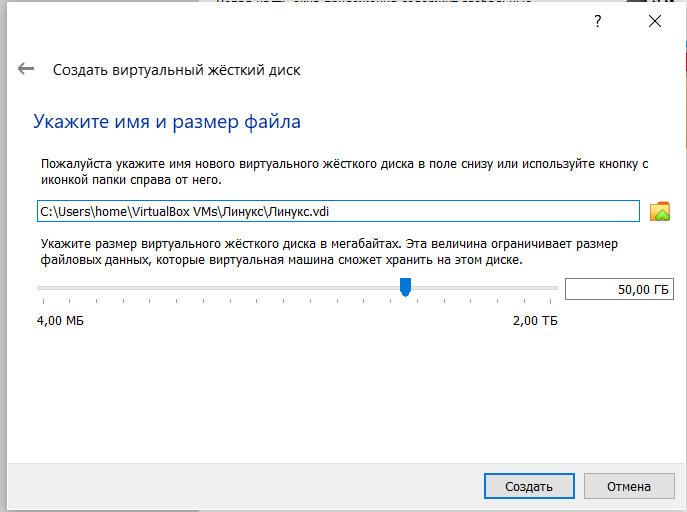 ?
Создать виртуальный жёсткий диск
Укажите имя и размер файла
Пожалуйста укажите имя нового виртуального жёсткого диска в поле снизу или используйте кнопку с
иконкой папки справа от него.
C:\Users\home\VirtualBox VMs\Линукс\Линукс.vdi
Укажите размер виртуального жёсткого диска в мегабайтах. Эта величина ограничивает размер
файловых данных, которые виртуальная машина сможет хранить на этом диске.
50,00 ГБ
4,00 МБ 2,00 ТБ
Создать Отмена